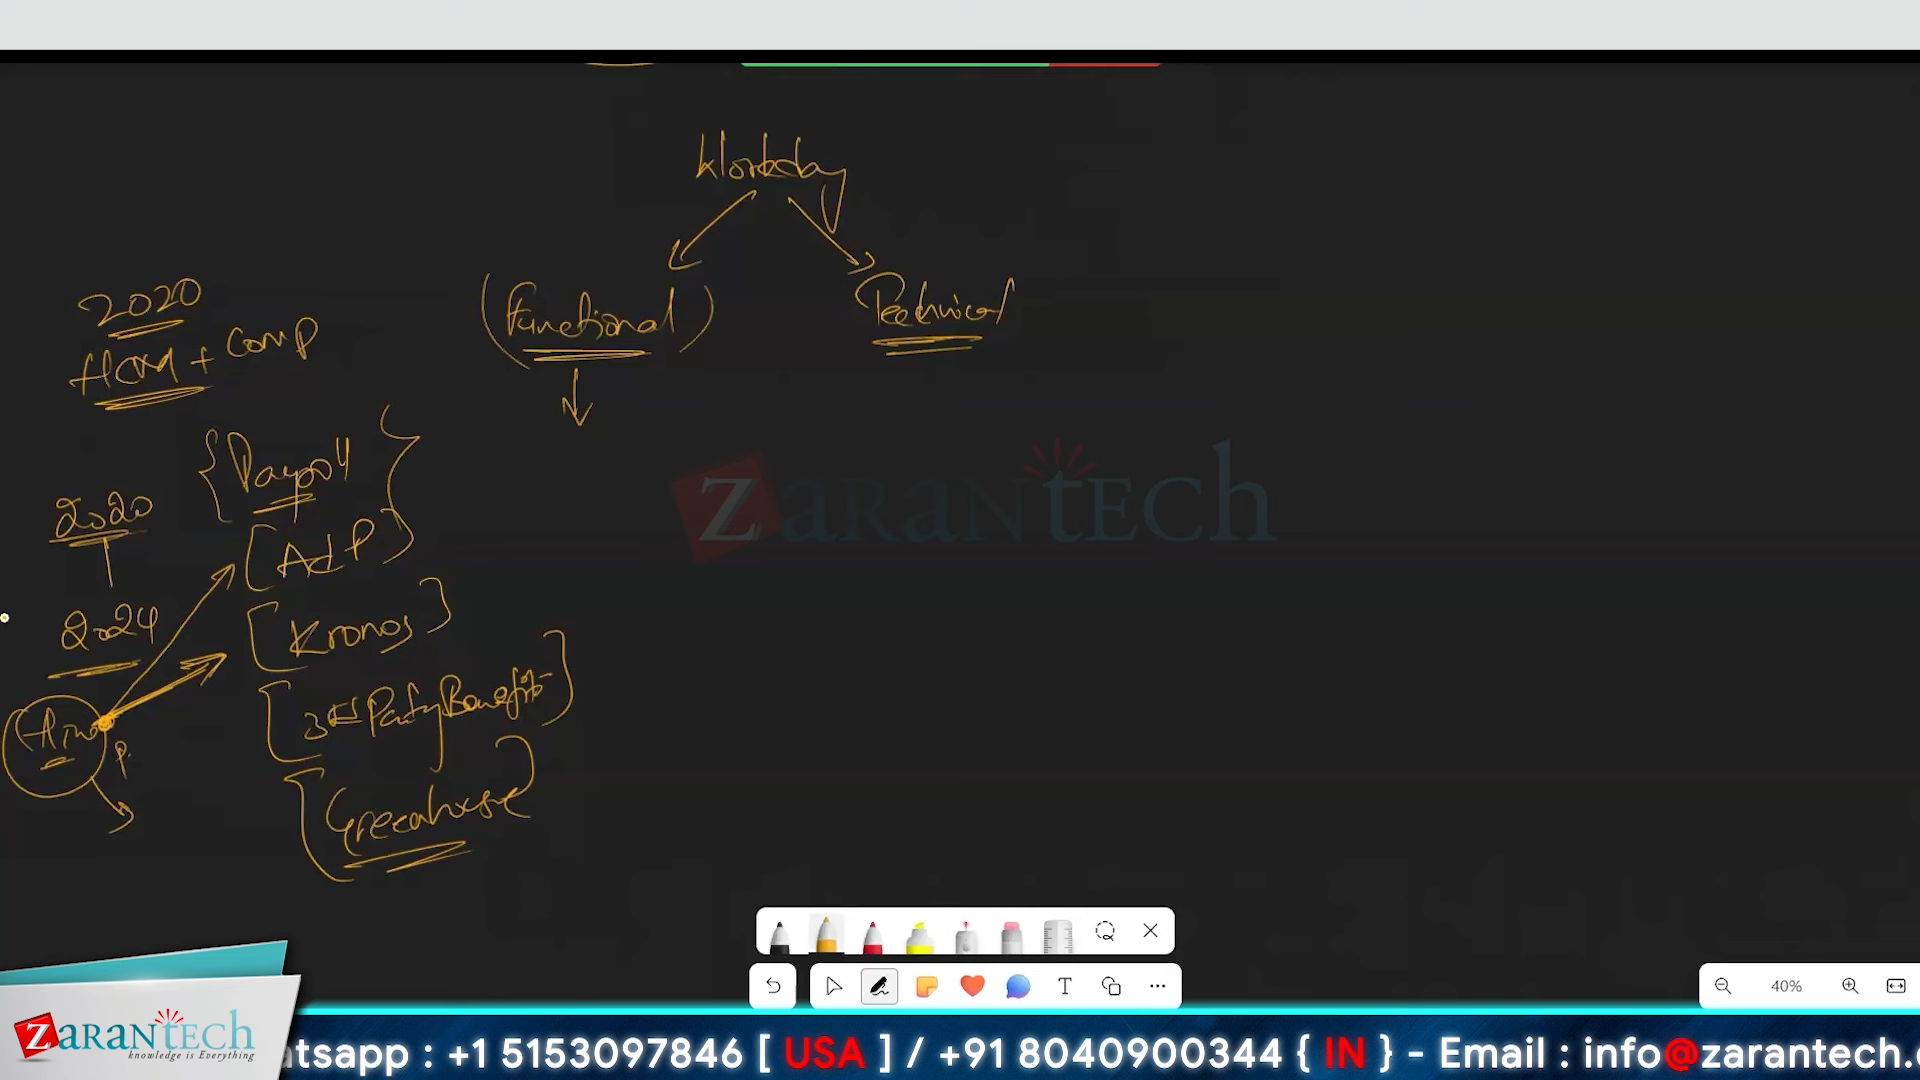 Workday
(Functional)
Technical
2020
HCM + Comp
{Payroll}
2020
[AdP]
2024
[Kronos]
[3rd Party Benefits]
[Greenhouse]
ZARANTECH
40%
ZARANTECH
knowledge is Everything
atsapp : +1 5153097846 [ USA ] / +91 8040900344 { IN } - Email : info@zarantech.c